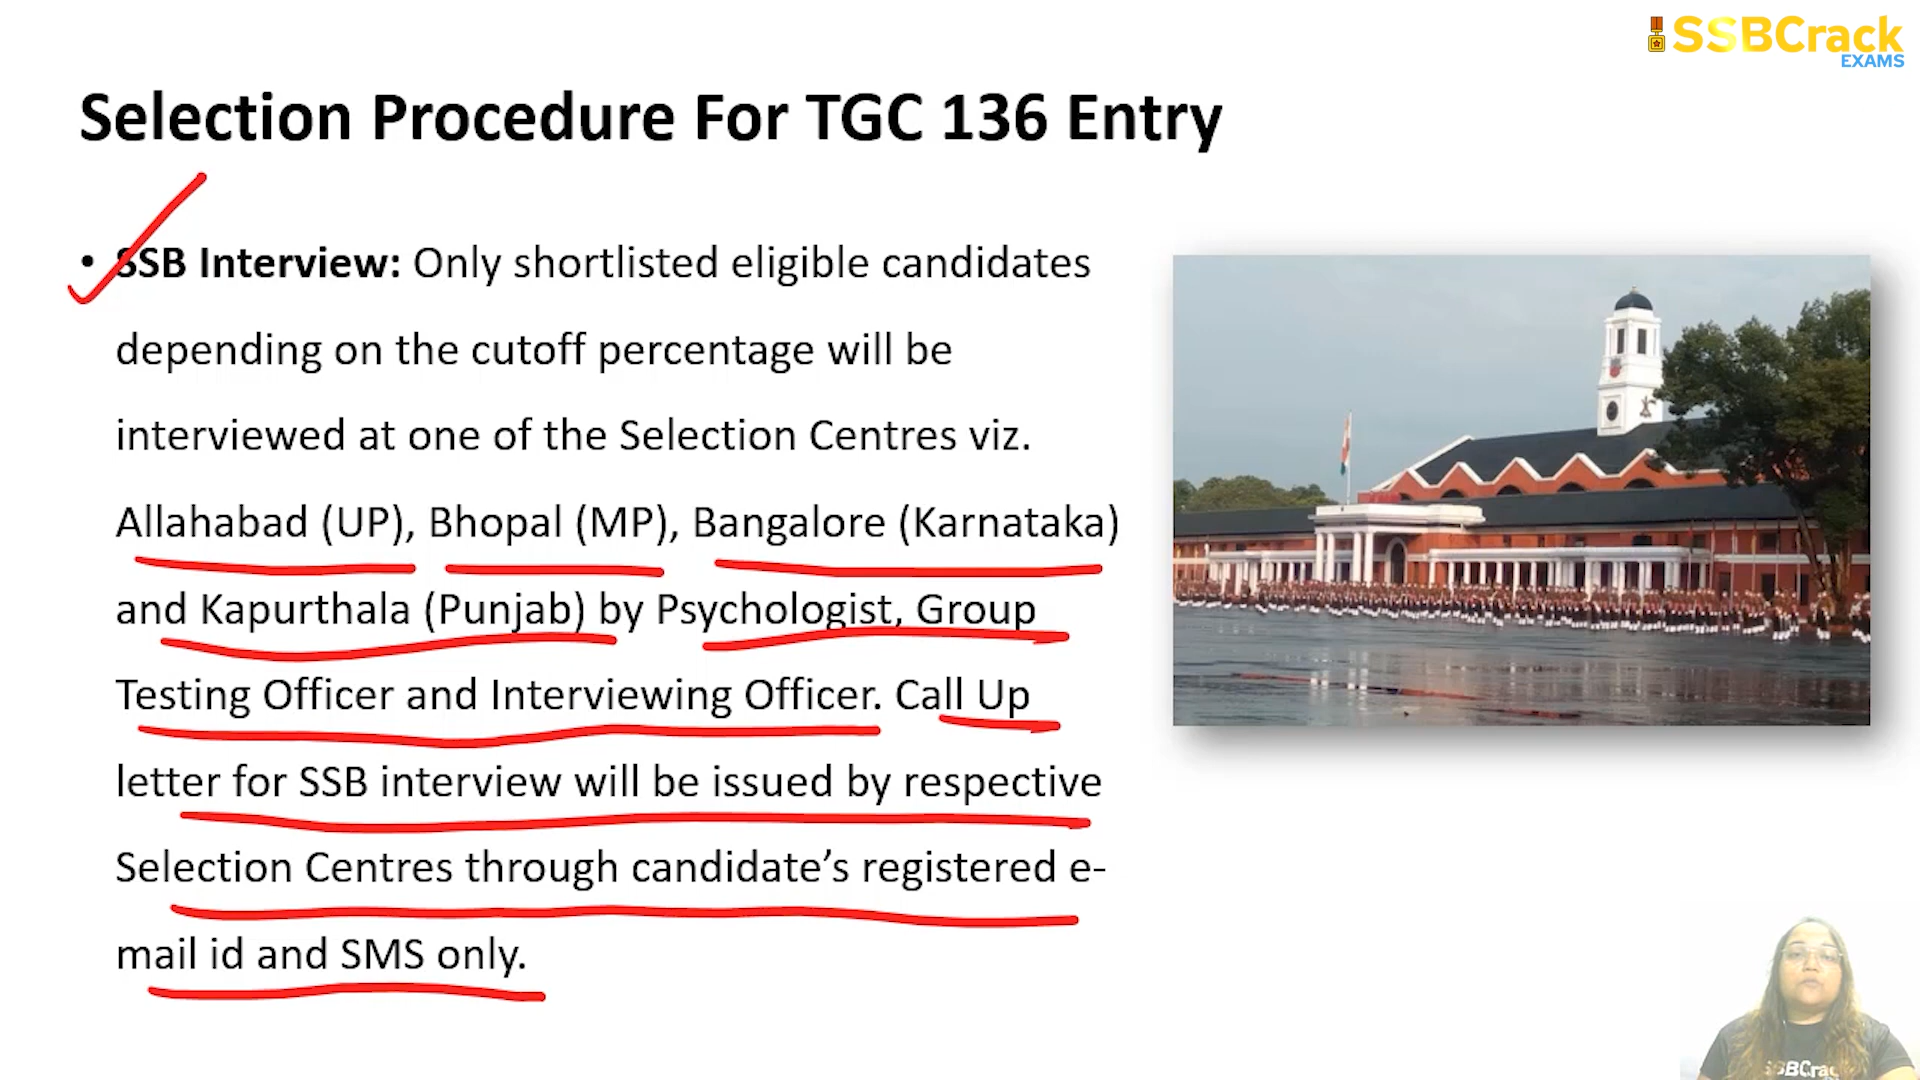 SSBCrack
EXAMS
Selection Procedure For TGC 136 Entry
• SSB Interview: Only shortlisted eligible candidates
depending on the cutoff percentage will be
interviewed at one of the Selection Centres viz.
Allahabad (UP), Bhopal (MP), Bangalore (Karnataka)
and Kapurthala (Punjab) by Psychologist, Group
Testing Officer and Interviewing Officer. Call Up
letter for SSB interview will be issued by respective
Selection Centres through candidate’s registered e-
mail id and SMS only.